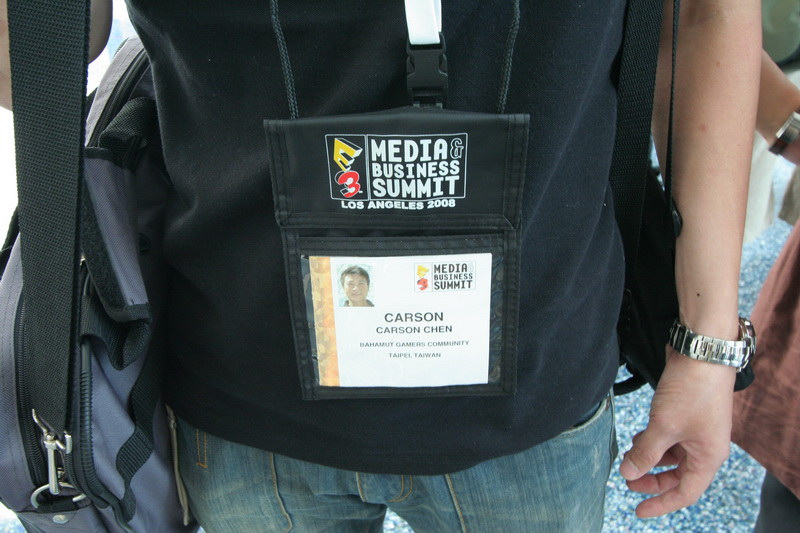 E3
MEDIA &
BUSINESS
SUMMIT
LOS ANGELES 2008
E3
MEDIA &
BUSINESS
SUMMIT
CARSON
CARSON CHEN
BAHAMUT GAMERS COMMUNITY
TAIPEI, TAIWAN